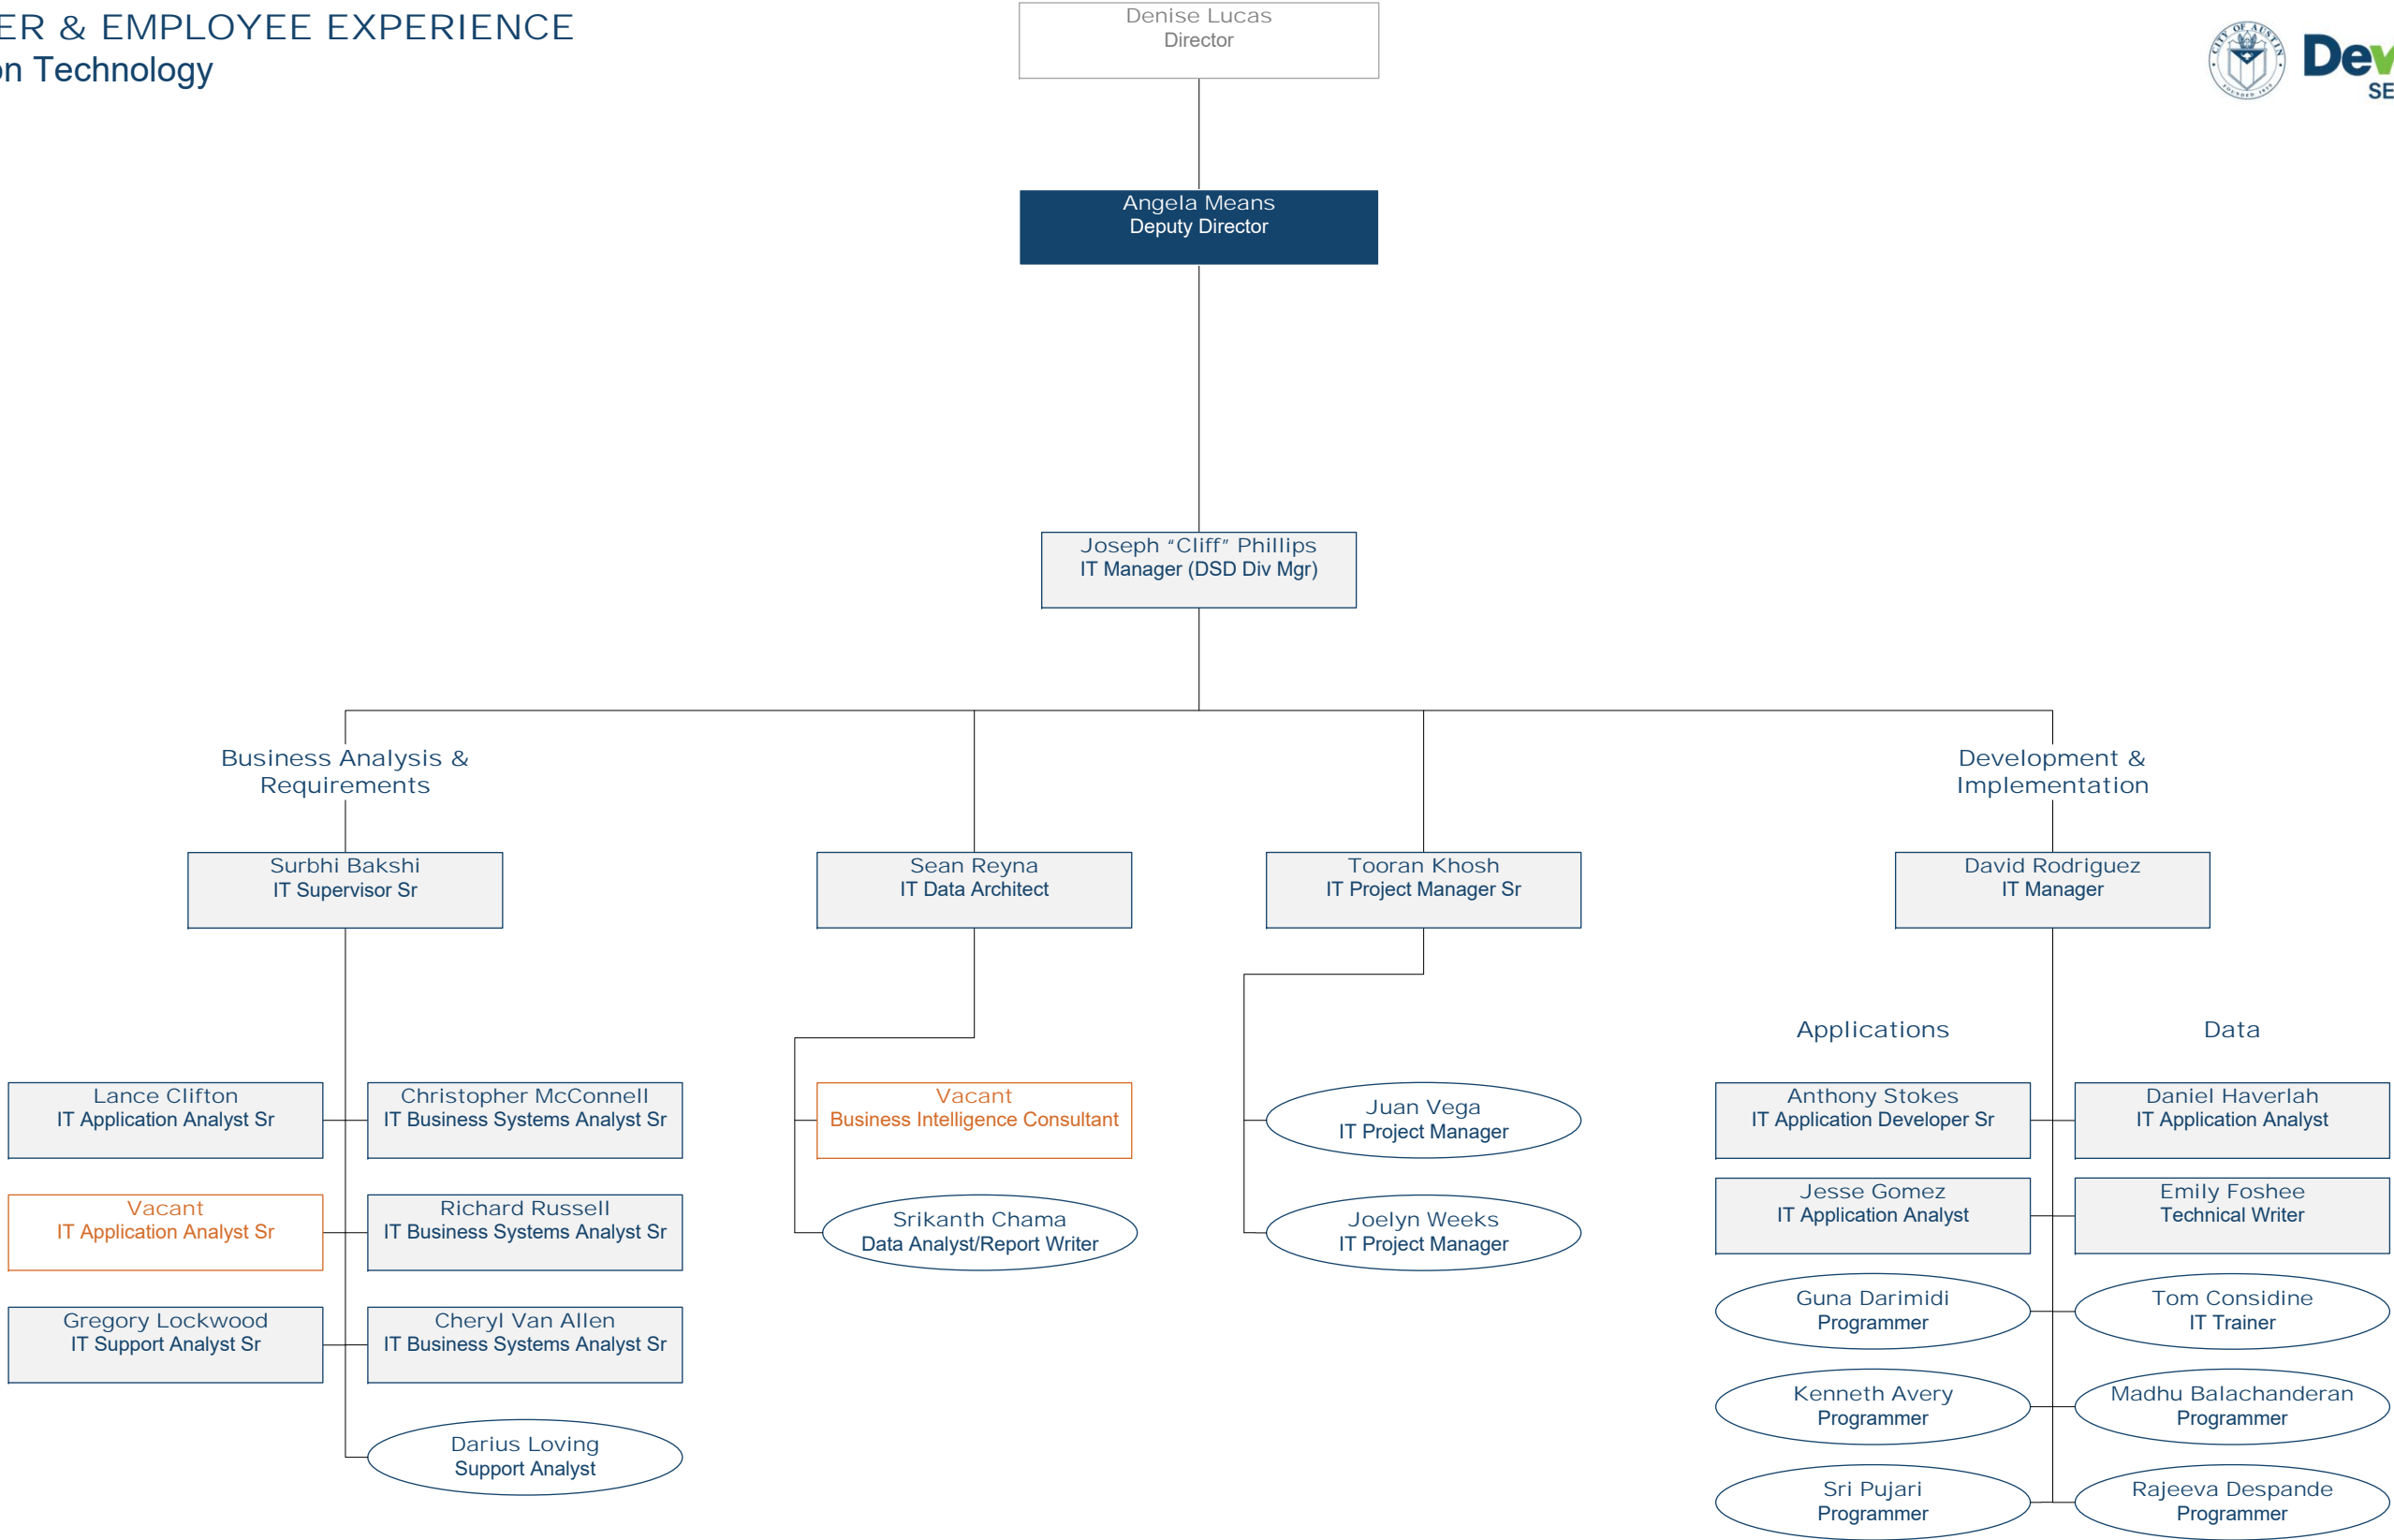 ER & EMPLOYEE EXPERIENCE
on Technology
CITY OF AUSTIN
FOUNDED 1839
Dev
SE
Denise Lucas
Director
Angela Means
Deputy Director
Joseph “Cliff” Phillips
IT Manager (DSD Div Mgr)
Business Analysis &
Requirements
Development &
Implementation
Surbhi Bakshi
IT Supervisor Sr
Sean Reyna
IT Data Architect
Tooran Khosh
IT Project Manager Sr
David Rodriguez
IT Manager
Applications
Data
Lance Clifton
IT Application Analyst Sr
Christopher McConnell
IT Business Systems Analyst Sr
Vacant
Business Intelligence Consultant
Juan Vega
IT Project Manager
Anthony Stokes
IT Application Developer Sr
Daniel Haverlah
IT Application Analyst
Vacant
IT Application Analyst Sr
Richard Russell
IT Business Systems Analyst Sr
Srikanth Chama
Data Analyst/Report Writer
Joelyn Weeks
IT Project Manager
Jesse Gomez
IT Application Analyst
Emily Foshee
Technical Writer
Gregory Lockwood
IT Support Analyst Sr
Cheryl Van Allen
IT Business Systems Analyst Sr
Guna Darimidi
Programmer
Tom Considine
IT Trainer
Kenneth Avery
Programmer
Madhu Balachanderan
Programmer
Darius Loving
Support Analyst
Sri Pujari
Programmer
Rajeeva Despande
Programmer